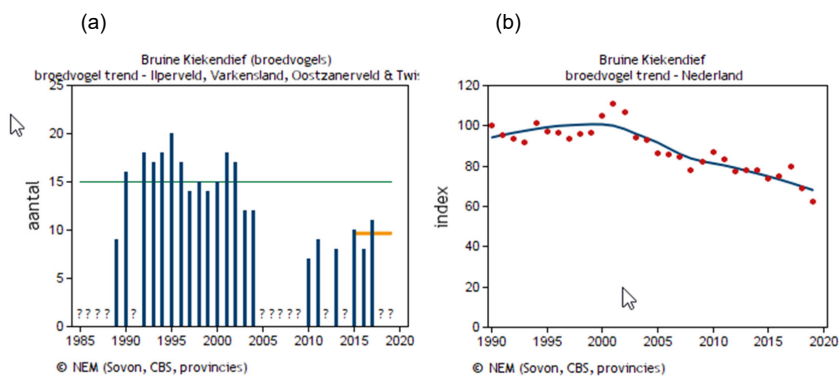 (a)
Bruine Kiekendief (broedvogels)
broedvogel trend - Ilperveld, Varkensland, Oostzanerveld & Twis
25
20
15
10
5
0
aantal
? ? ? ? ? ? ? ? ? ? ? ? ? ?
1985 1990 1995 2000 2005 2010 2015 2020
© NEM (Sovon, CBS, provincies)
(b)
Bruine Kiekendief
broedvogel trend - Nederland
120
100
80
60
40
20
0
index
1990 1995 2000 2005 2010 2015 2020
© NEM (Sovon, CBS, provincies)